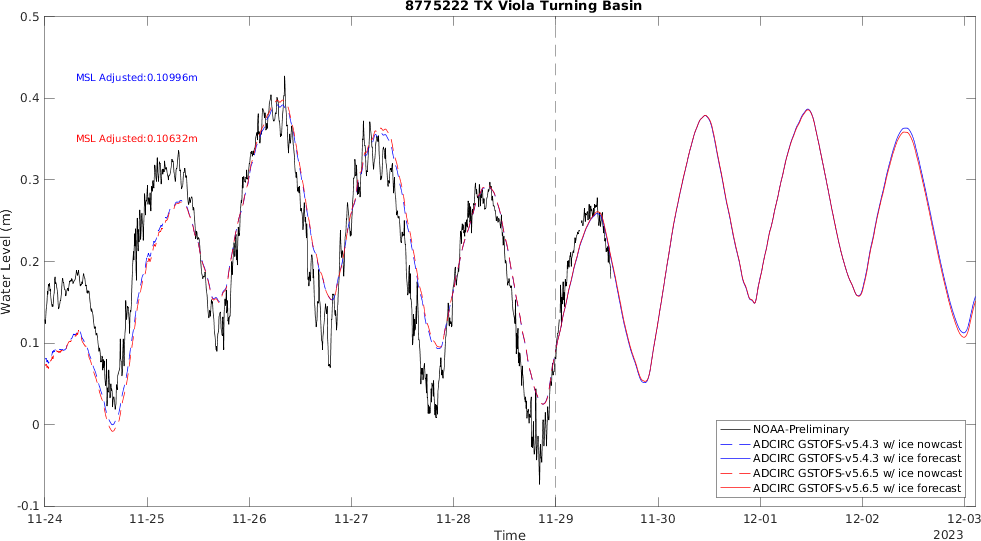 8775222 TX Viola Turning Basin
0.5
0.4
0.3
0.2
0.1
0
-0.1
Water Level (m)
MSL Adjusted:0.10996m
MSL Adjusted:0.10632m
NOAA-Preliminary
ADCIRC GSTOFS-v5.4.3 w/ ice nowcast
ADCIRC GSTOFS-v5.4.3 w/ ice forecast
ADCIRC GSTOFS-v5.6.5 w/ ice nowcast
ADCIRC GSTOFS-v5.6.5 w/ ice forecast
11-24 11-25 11-26 11-27 11-28 11-29 11-30 12-01 12-02 12-03
Time
2023